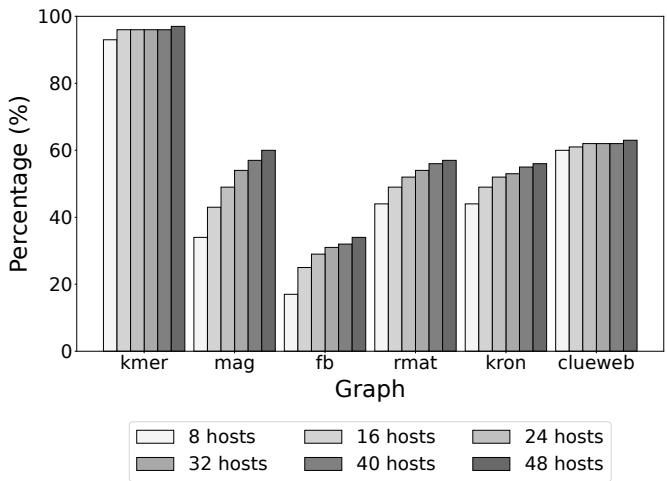 100
80
60
40
20
0
Percentage (%)
kmer mag fb rmat kron clueweb
Graph
8 hosts 16 hosts 24 hosts
32 hosts 40 hosts 48 hosts